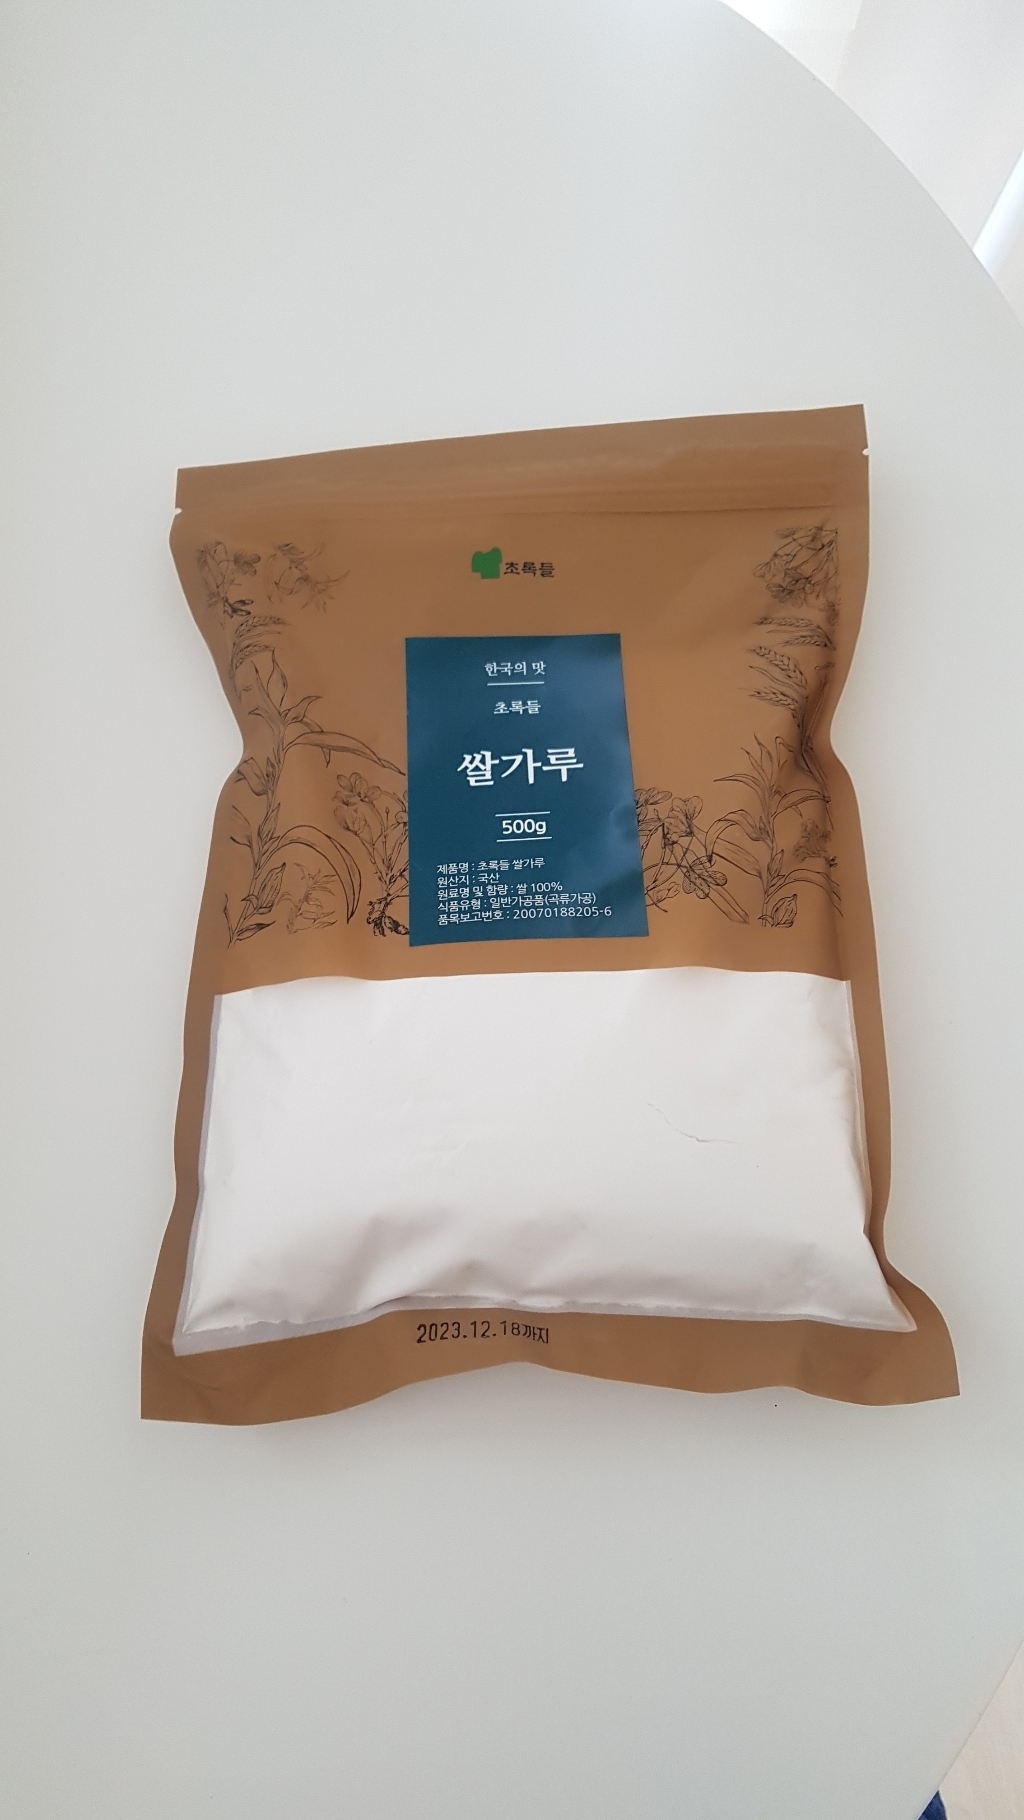 초록들
한국의 맛
초록들
쌀가루
500g
제품명 : 초록들 쌀가루
원산지 : 국산
원료명 및 함량 : 쌀 100%
식품유형 : 일반가공품(곡류가공)
품목보고번호 : 20070188205-6
2023.12.18까지